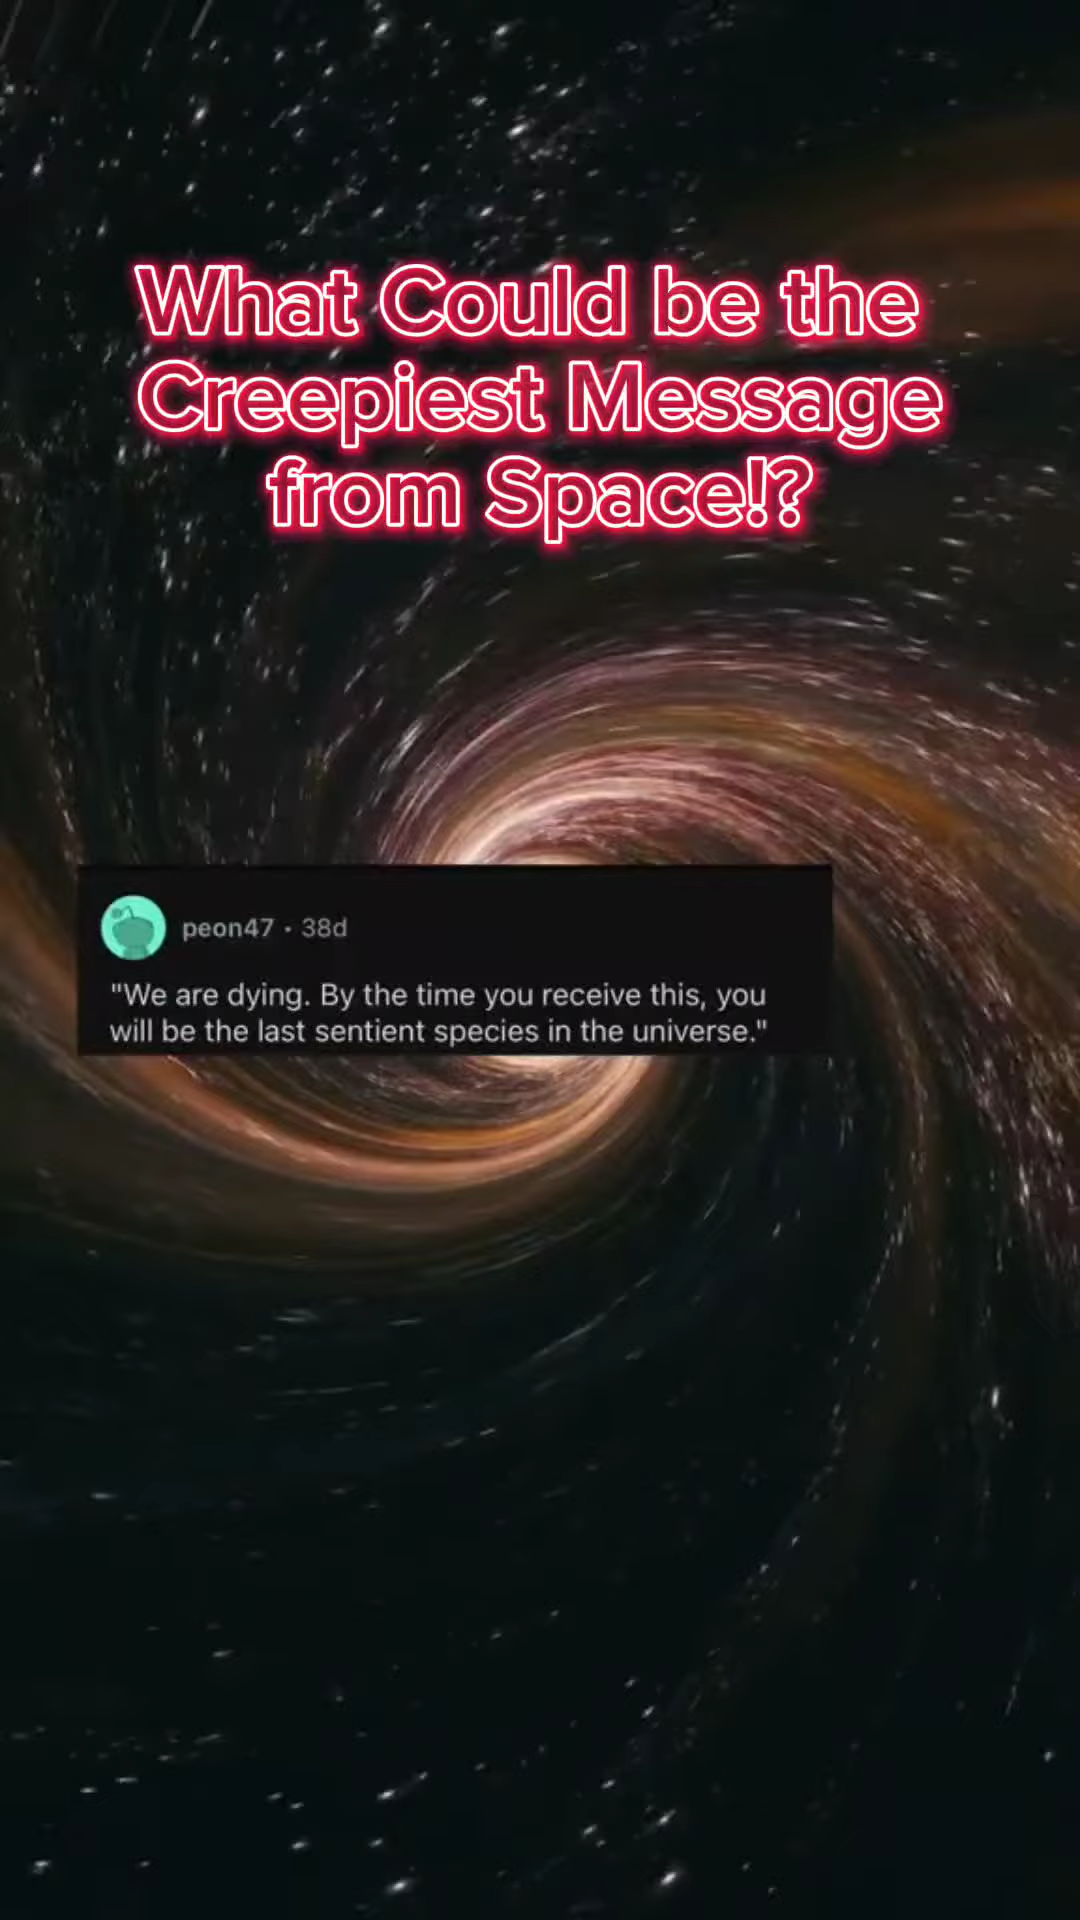 What Could be the
Creepiest Message
from Space!?
peon47 · 38d
"We are dying. By the time you receive this, you
will be the last sentient species in the universe."